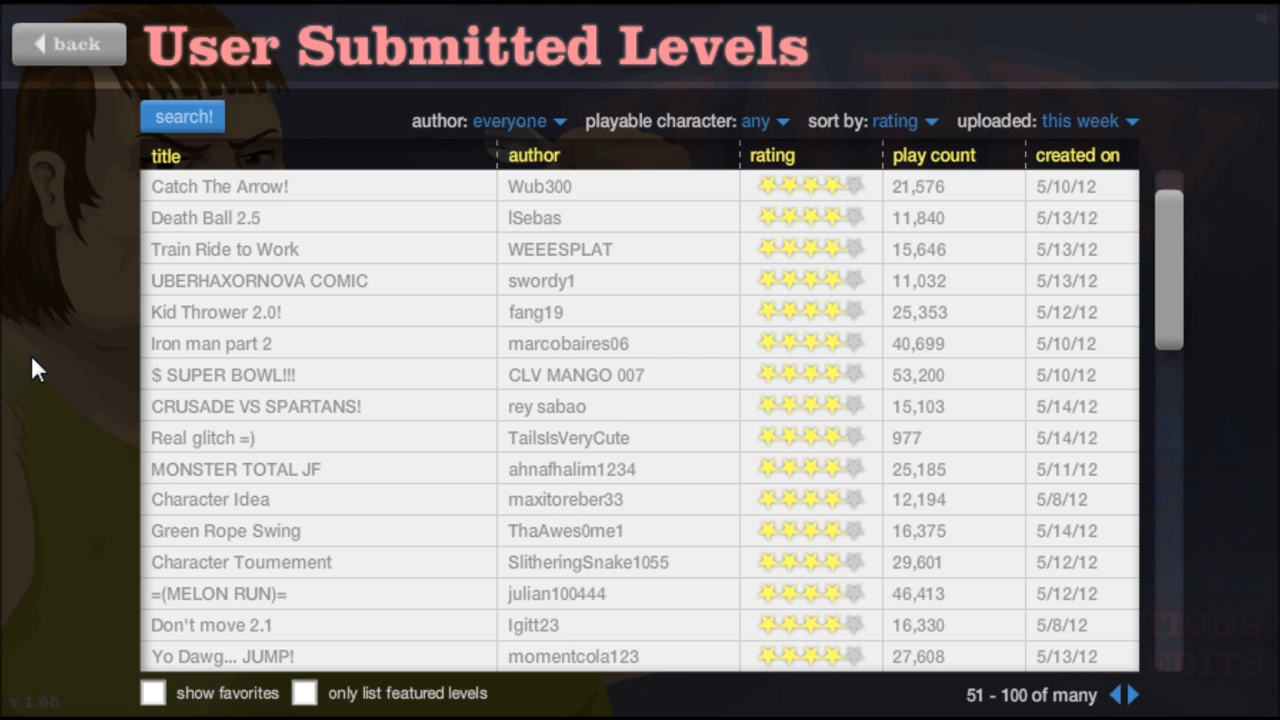 back
User Submitted Levels
search!
author: everyone playable character: any sort by: rating uploaded: this week
title author rating play count created on
Catch The Arrow! Wub300 21,576 5/10/12
Death Ball 2.5 lSebas 11,840 5/13/12
Train Ride to Work WEEESPLAT 15,646 5/13/12
UBERHAXORNOVA COMIC swordy1 11,032 5/13/12
Kid Thrower 2.0! fang19 25,353 5/12/12
Iron man part 2 marcobaires06 40,699 5/10/12
$ SUPER BOWL!!! CLV MANGO 007 53,200 5/10/12
CRUSADE VS SPARTANS! rey sabao 15,103 5/14/12
Real glitch =) TailsIsVeryCute 977 5/14/12
MONSTER TOTAL JF ahnafhalim1234 25,185 5/11/12
Character Idea maxitoreber33 12,194 5/8/12
Green Rope Swing ThaAwes0me1 16,375 5/14/12
Character Tournement SlitheringSnake1055 29,601 5/12/12
=(MELON RUN)= julian100444 46,413 5/12/12
Don't move 2.1 Igitt23 16,330 5/8/12
Yo Dawg... JUMP! momentcola123 27,608 5/13/12
show favorites only list featured levels 51 - 100 of many
v 1.65